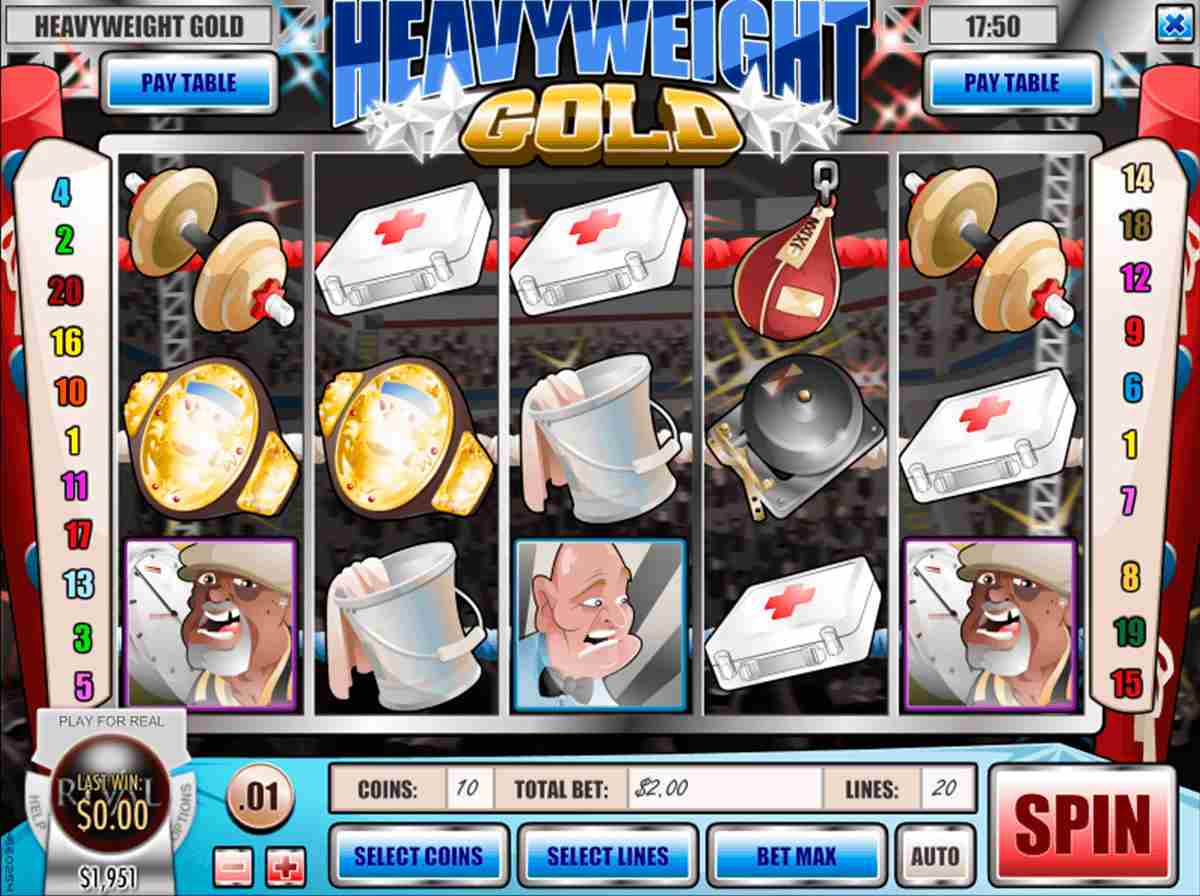 HEAVYWEIGHT GOLD
HEAVYWEIGHT
GOLD
17:50
PAY TABLE
PAY TABLE
4
2
20
16
10
1
11
17
13
3
5
14
18
12
9
6
1
7
8
19
15
PLAY FOR REAL
RIVAL
LAST WIN:
$0.00
HELP
OPTIONS
$1,951
.01
COINS: 10 TOTAL BET: $2.00 LINES: 20
SELECT COINS
SELECT LINES
BET MAX
AUTO
SPIN